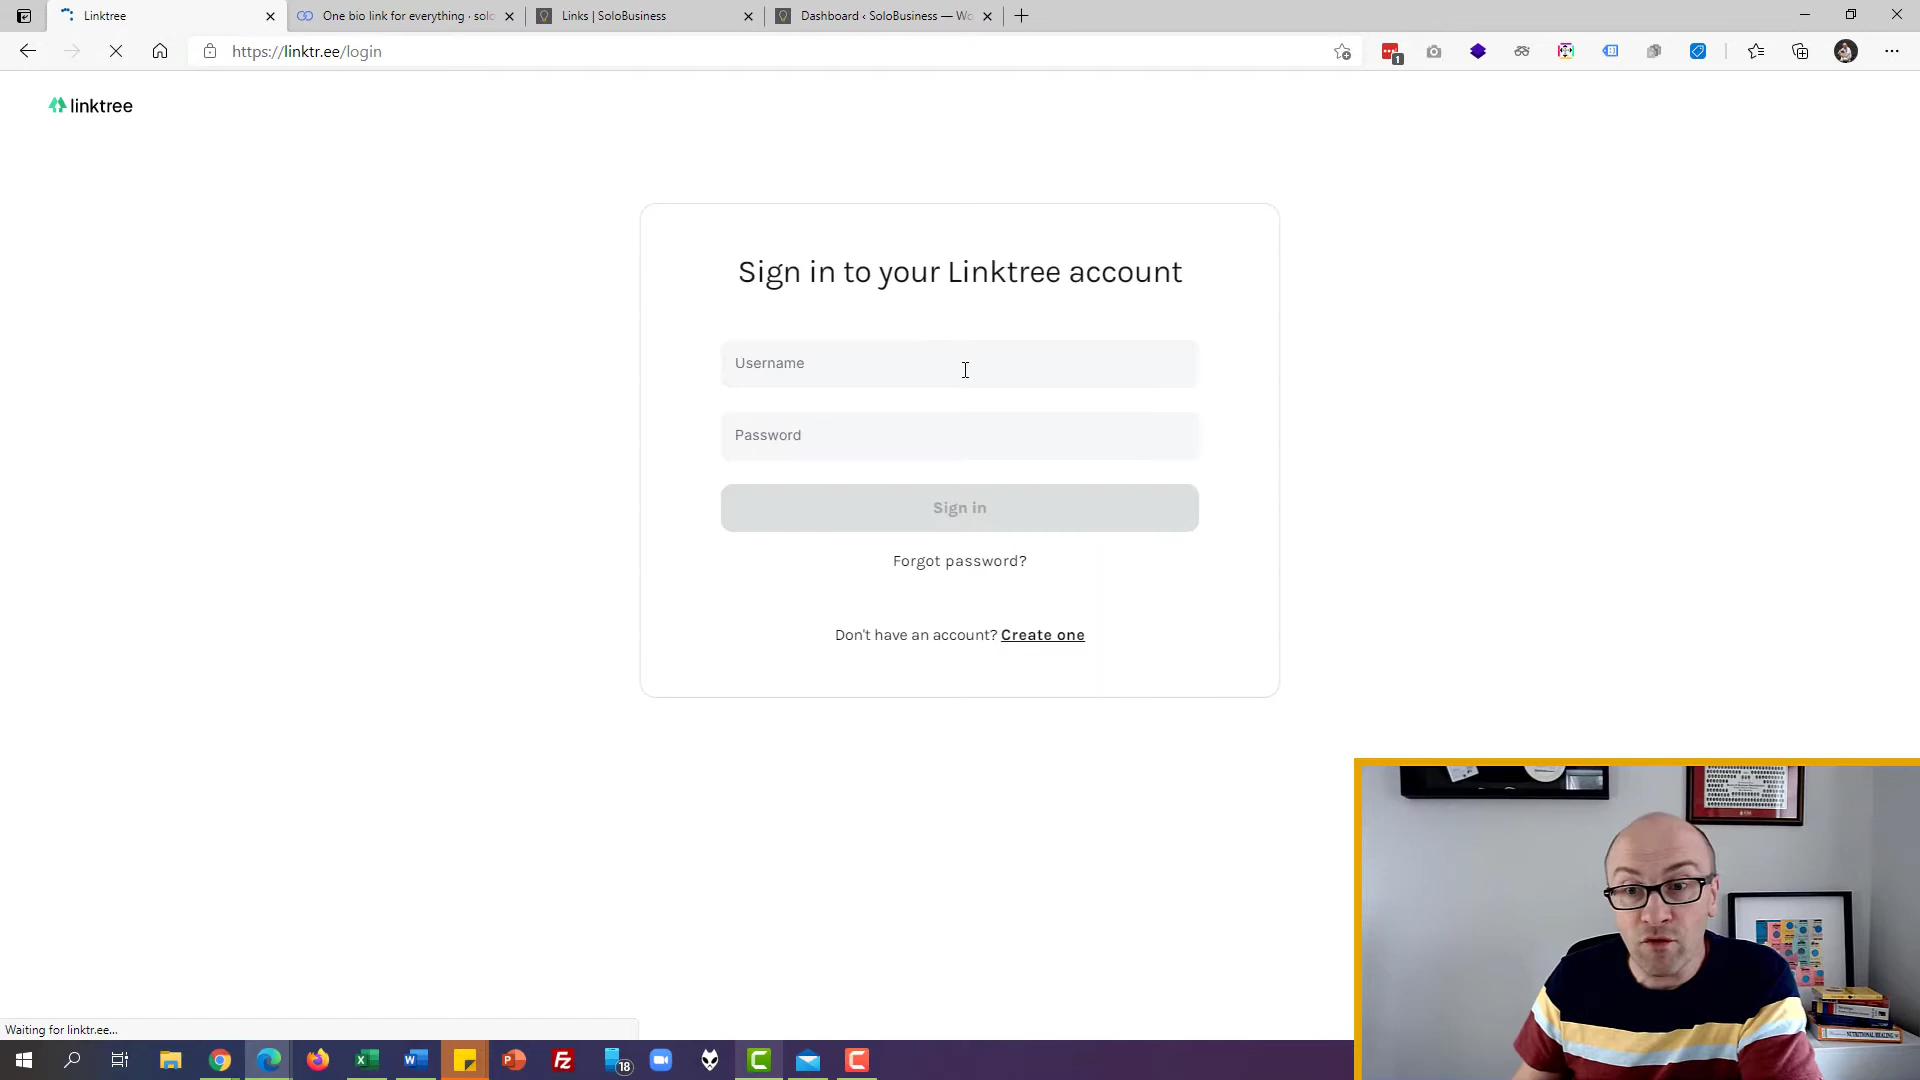 Linktree
One bio link for everything · solo
Links | SoloBusiness
Dashboard ‹ SoloBusiness — Wo
https://linktr.ee/login
1
linktree
Sign in to your Linktree account
Username
Password
Sign in
Forgot password?
Don't have an account? Create one
Waiting for linktr.ee...
18